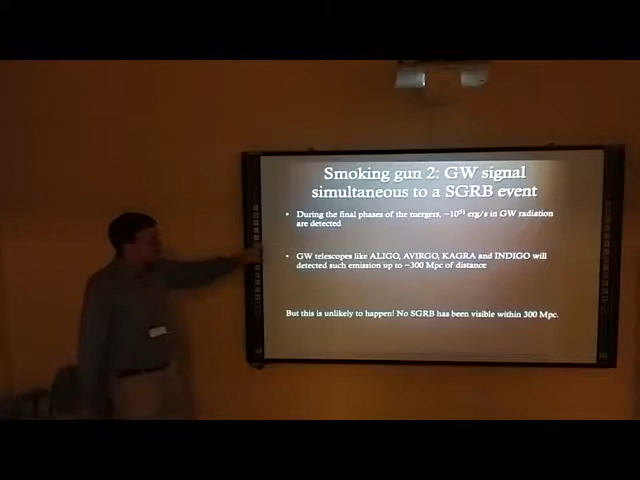 Smoking gun 2: GW signal
simultaneous to a SGRB event
• During the final phases of the mergers, ~10⁵¹ erg/s in GW radiation
are detected
• GW telescopes like ALIGO, AVIRGO, KAGRA and INDIGO will
detected such emission up to ~300 Mpc of distance
But this is unlikely to happen! No SGRB has been visible within 300 Mpc.